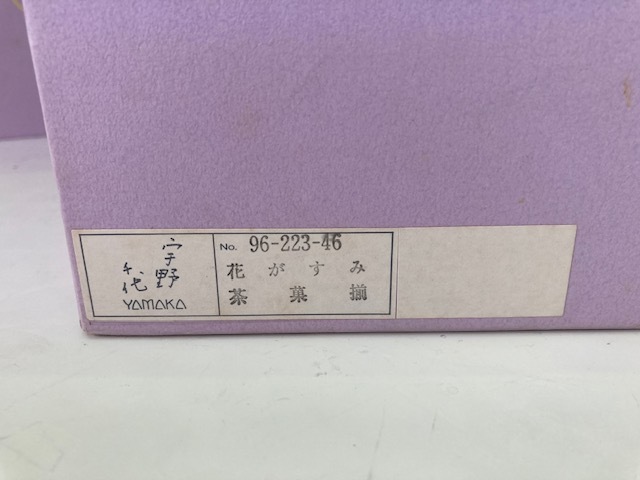 宇野
千代
YAMAKA
No. 96-223-46
花がすみ
茶菓揃